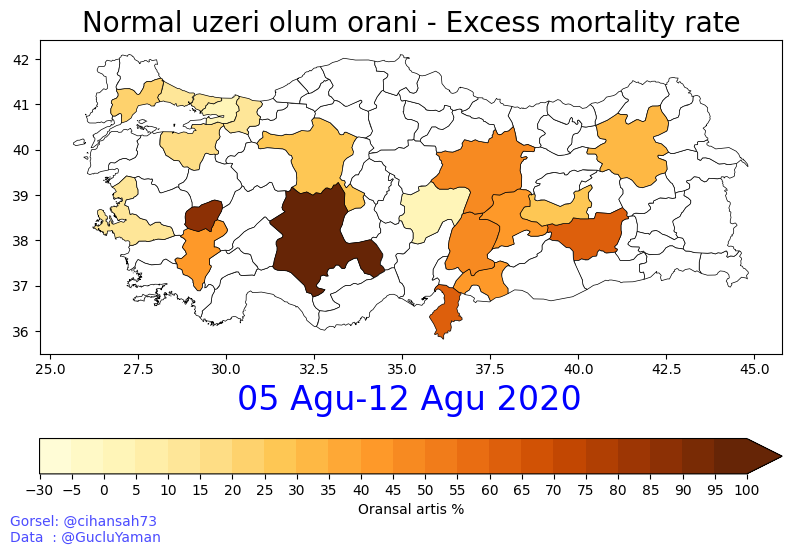 Normal uzeri olum orani - Excess mortality rate
42
41
40
39
38
37
36
25.0 27.5 30.0 32.5 35.0 37.5 40.0 42.5 45.0
05 Agu-12 Agu 2020
−30 −5 0 5 10 15 20 25 30 35 40 45 50 55 60 65 70 75 80 85 90 95 100
Oransal artis %
Gorsel: @cihansah73
Data : @GucluYaman